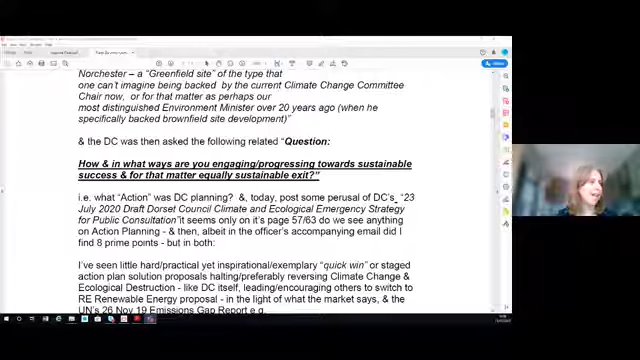 Norchester – a "Greenfield site" of the type that
one can't imagine being backed by the current Climate Change Committee
Chair now, or for that matter as perhaps our
most distinguished Environment Minister over 20 years ago (when he
specifically backed brownfield site development)"
& the DC was then asked the following related "Question:
How & in what ways are you engaging/progressing towards sustainable
success & for that matter equally sustainable exit?"
i.e. what "Action" was DC planning?  &, today, post some perusal of DC's "23
July 2020 Draft Dorset Council Climate and Ecological Emergency Strategy
for Public Consultation" it seems only on it's page 57/63 do we see anything
on Action Planning - & then, albeit in the officer's accompanying email did I
find 8 prime points - but in both:
I've seen little hard/practical yet inspirational/exemplary "quick win" or staged
action plan solution proposals halting/preferably reversing Climate Change &
Ecological Destruction - like DC itself, leading/encouraging others to switch to
RE Renewable Energy proposal - in the light of what the market says, & the
UN's 26 Nov 19 Emissions Gap Report e.g.